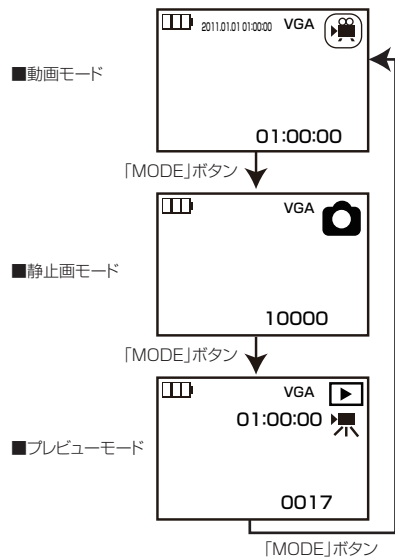 2011.01.01 01:00:00 VGA
■動画モード
01:00:00
「MODE」ボタン
VGA
■静止画モード
10000
「MODE」ボタン
VGA
01:00:00
■プレビューモード
0017
「MODE」ボタン